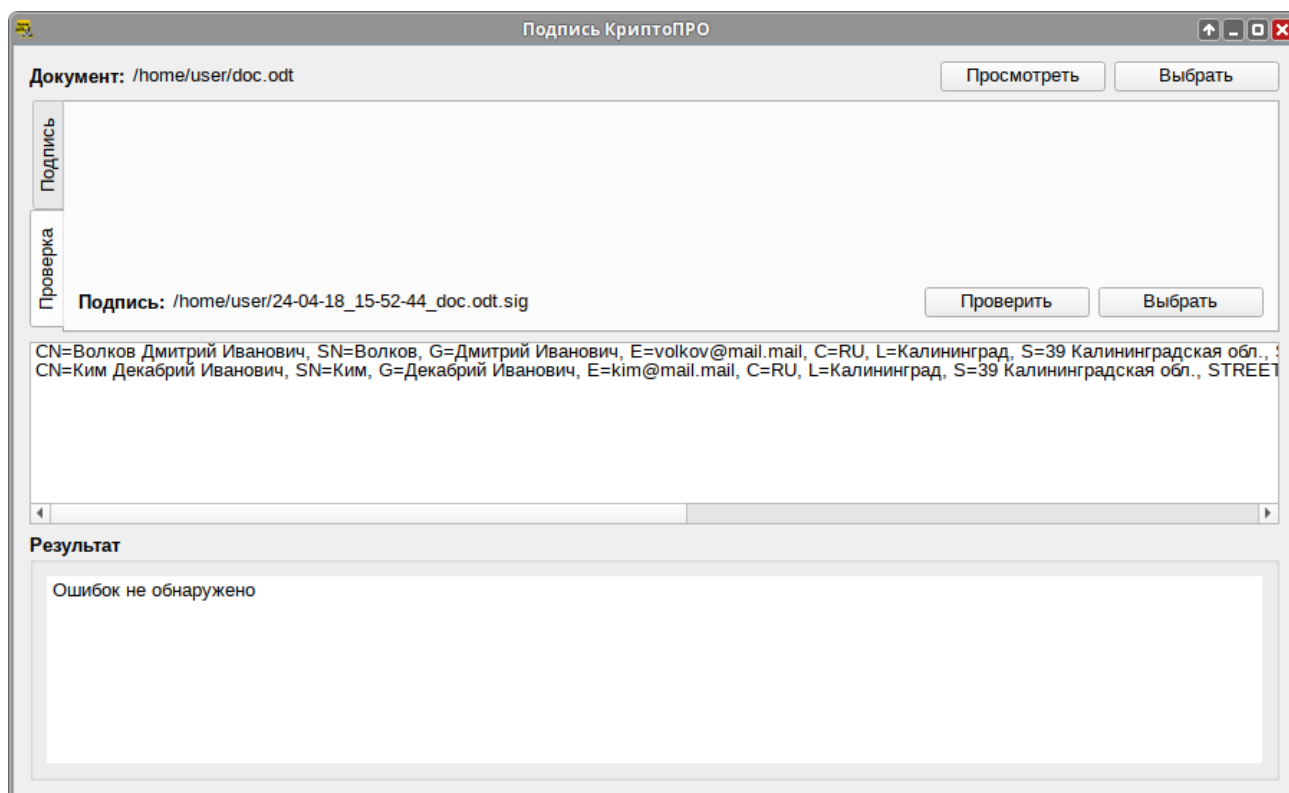 Подпись КриптоПРО
Документ: /home/user/doc.odt Просмотреть Выбрать
Подпись
Проверка
Подпись: /home/user/24-04-18_15-52-44_doc.odt.sig Проверить Выбрать
CN=Волков Дмитрий Иванович, SN=Волков, G=Дмитрий Иванович, E=volkov@mail.mail, C=RU, L=Калининград, S=39 Калининградская обл.,
CN=Ким Декабрий Иванович, SN=Ким, G=Декабрий Иванович, E=kim@mail.mail, C=RU, L=Калининград, S=39 Калининградская обл., STREET
Результат
Ошибок не обнаружено